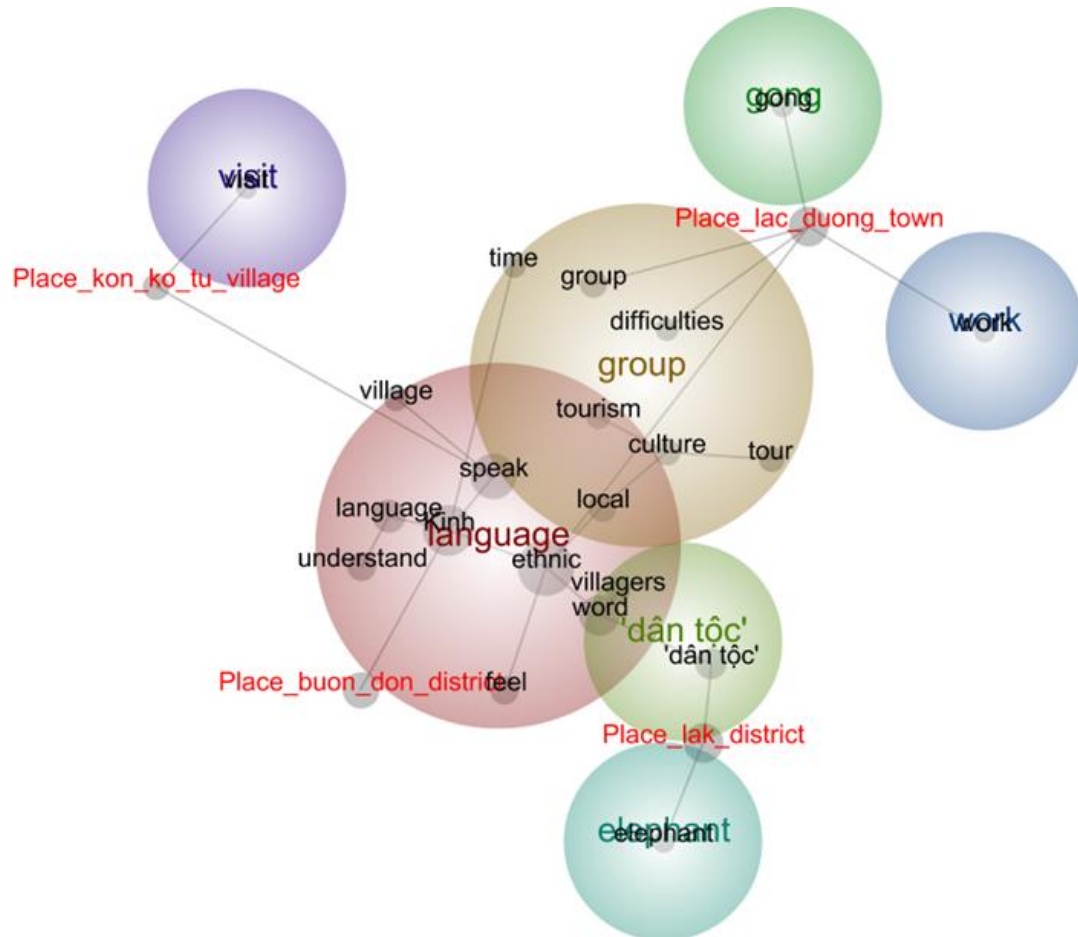 gong
gong
visit
visit
Place_lac_duong_town
time
Place_kon_ko_tu_village
group
difficulties
work
work
group
village
tourism
culture
tour
speak
language
local
Kinh
language
understand
ethnic
villagers
word
'dân tộc'
'dân tộc'
Place_buon_don_district
feel
Place_lak_district
elephant
elephant